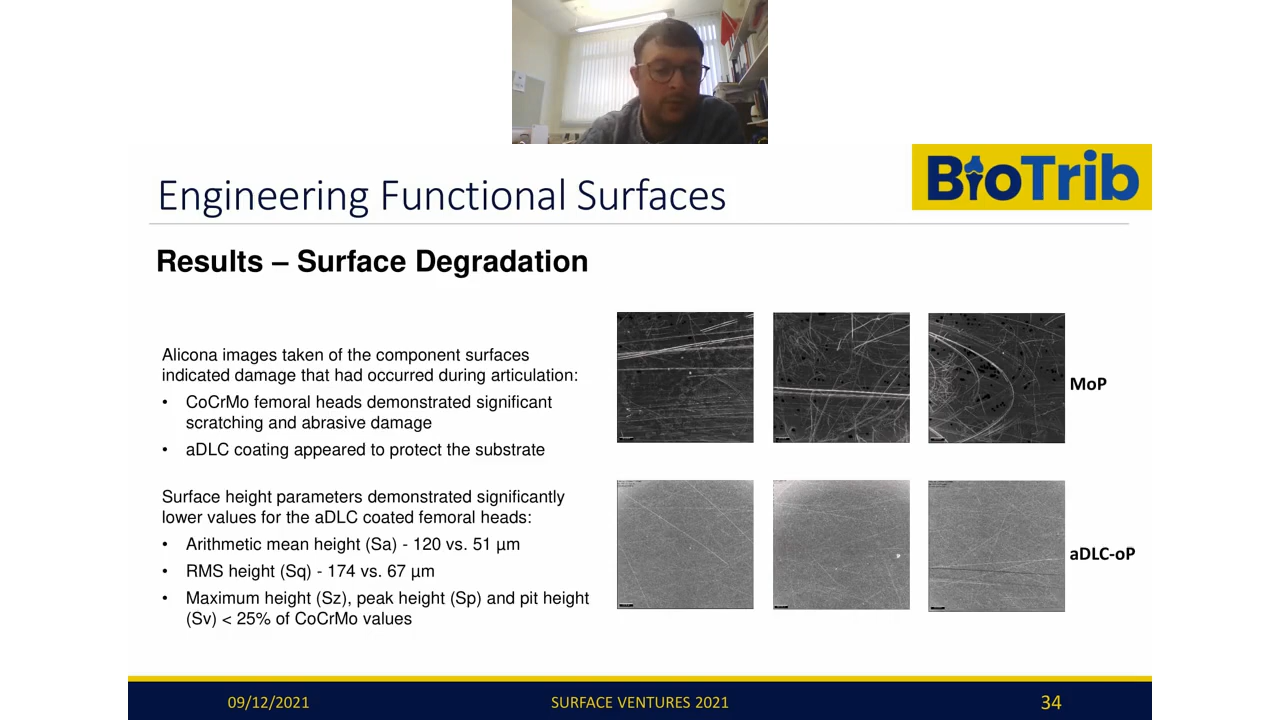 BioTrib
Engineering Functional Surfaces
Results – Surface Degradation
Alicona images taken of the component surfaces
indicated damage that had occurred during articulation:
• CoCrMo femoral heads demonstrated significant
scratching and abrasive damage
• aDLC coating appeared to protect the substrate
Surface height parameters demonstrated significantly
lower values for the aDLC coated femoral heads:
• Arithmetic mean height (Sa) - 120 vs. 51 µm
• RMS height (Sq) - 174 vs. 67 µm
• Maximum height (Sz), peak height (Sp) and pit height
(Sv) < 25% of CoCrMo values
MoP
aDLC-oP
09/12/2021
SURFACE VENTURES 2021
34